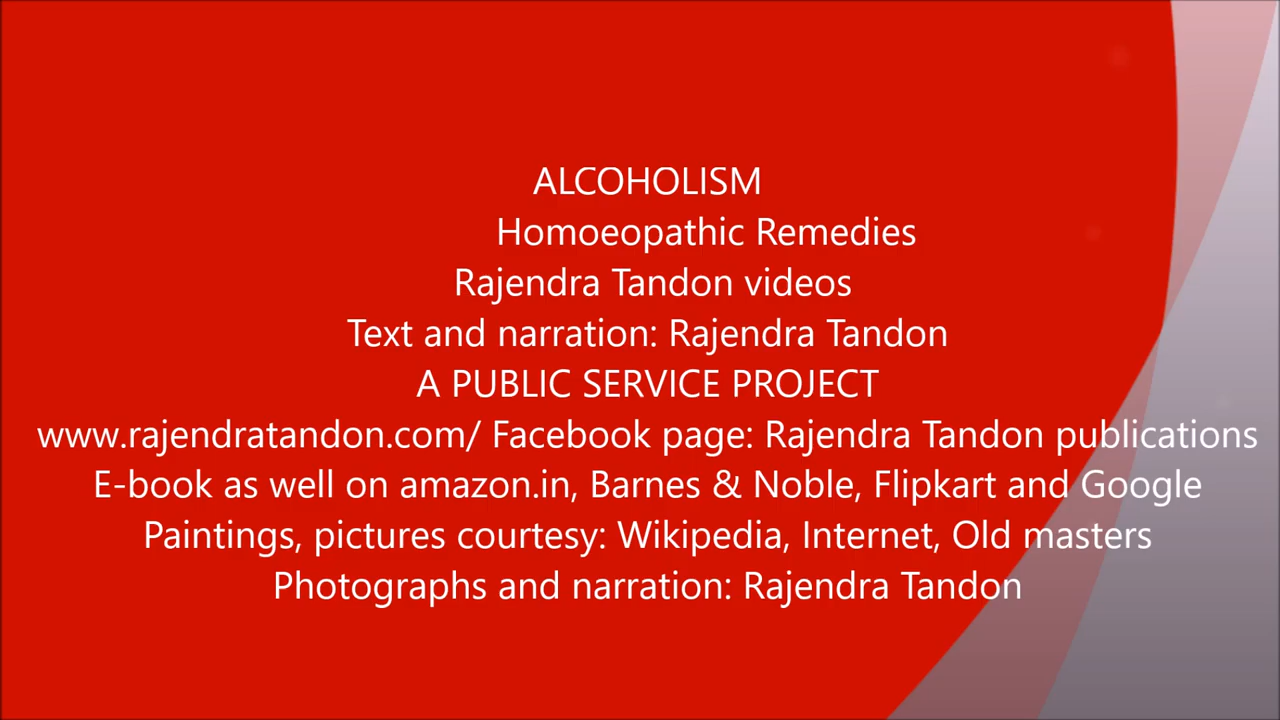 ALCOHOLISM
Homoeopathic Remedies
Rajendra Tandon videos
Text and narration: Rajendra Tandon
A PUBLIC SERVICE PROJECT
www.rajendratandon.com/ Facebook page: Rajendra Tandon publications
E-book as well on amazon.in, Barnes & Noble, Flipkart and Google
Paintings, pictures courtesy: Wikipedia, Internet, Old masters
Photographs and narration: Rajendra Tandon